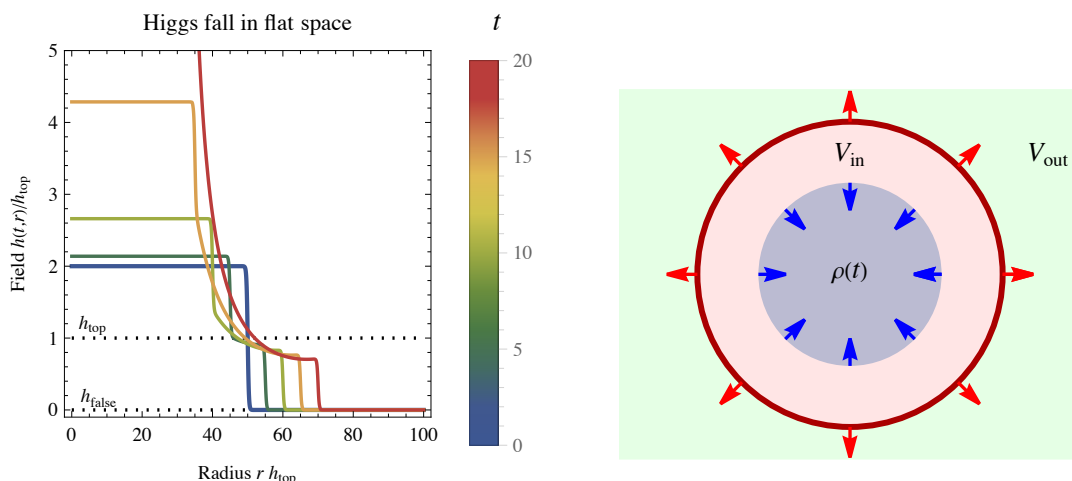 Higgs fall in flat space
t
Field h(t,r)/h_top
5
4
3
2
1
0
h_top
h_false
0
20
40
60
80
100
Radius r h_top
20
15
10
5
0
V_in
V_out
ρ(t)